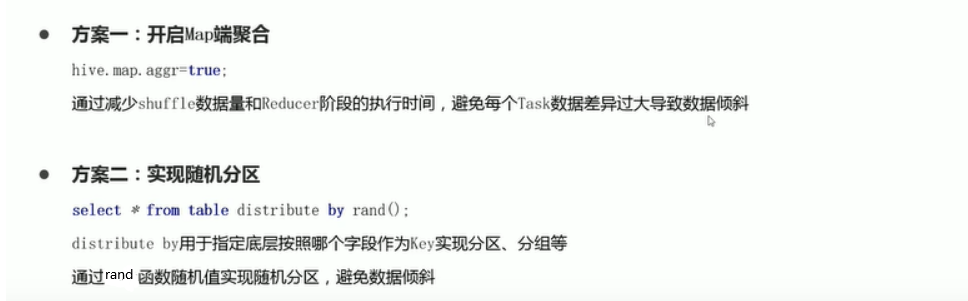 ● 方案一：开启Map端聚合
hive.map.aggr=true;
通过减少shuffle数据量和Reducer阶段的执行时间，避免每个Task数据差异过大导致数据倾斜
● 方案二：实现随机分区
select * from table distribute by rand();
distribute by用于指定底层按照哪个字段作为Key实现分区、分组等
通过rand 函数随机值实现随机分区，避免数据倾斜